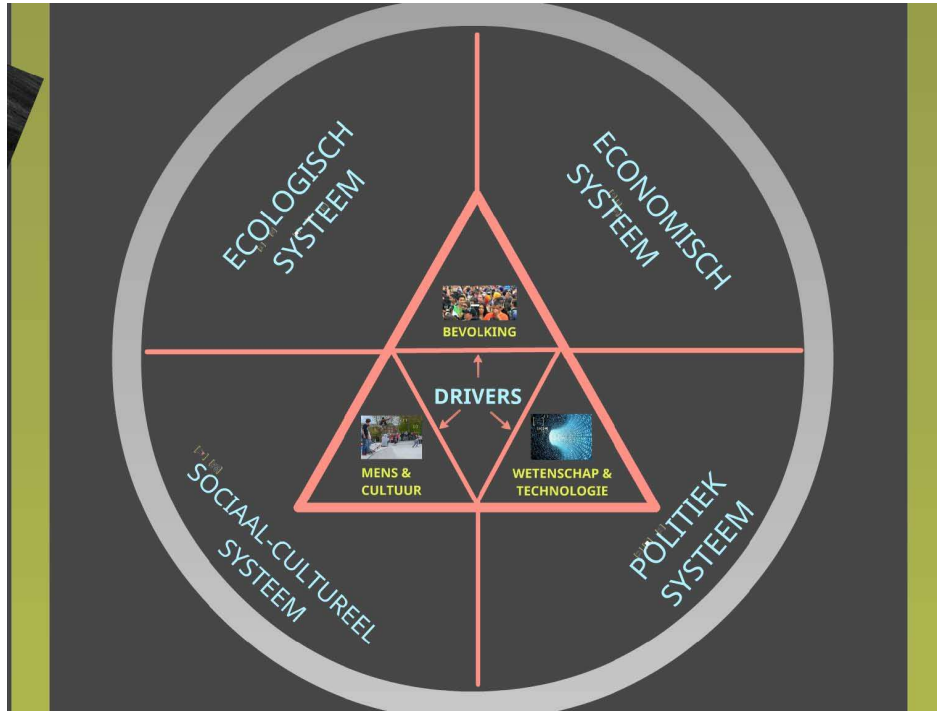 ECOLOGISCH
SYSTEEM
ECONOMISCH
SYSTEEM
BEVOLKING
DRIVERS
MENS &
CULTUUR
WETENSCHAP &
TECHNOLOGIE
SOCIAAL-CULTUREEL
SYSTEEM
POLITIEK
SYSTEEM